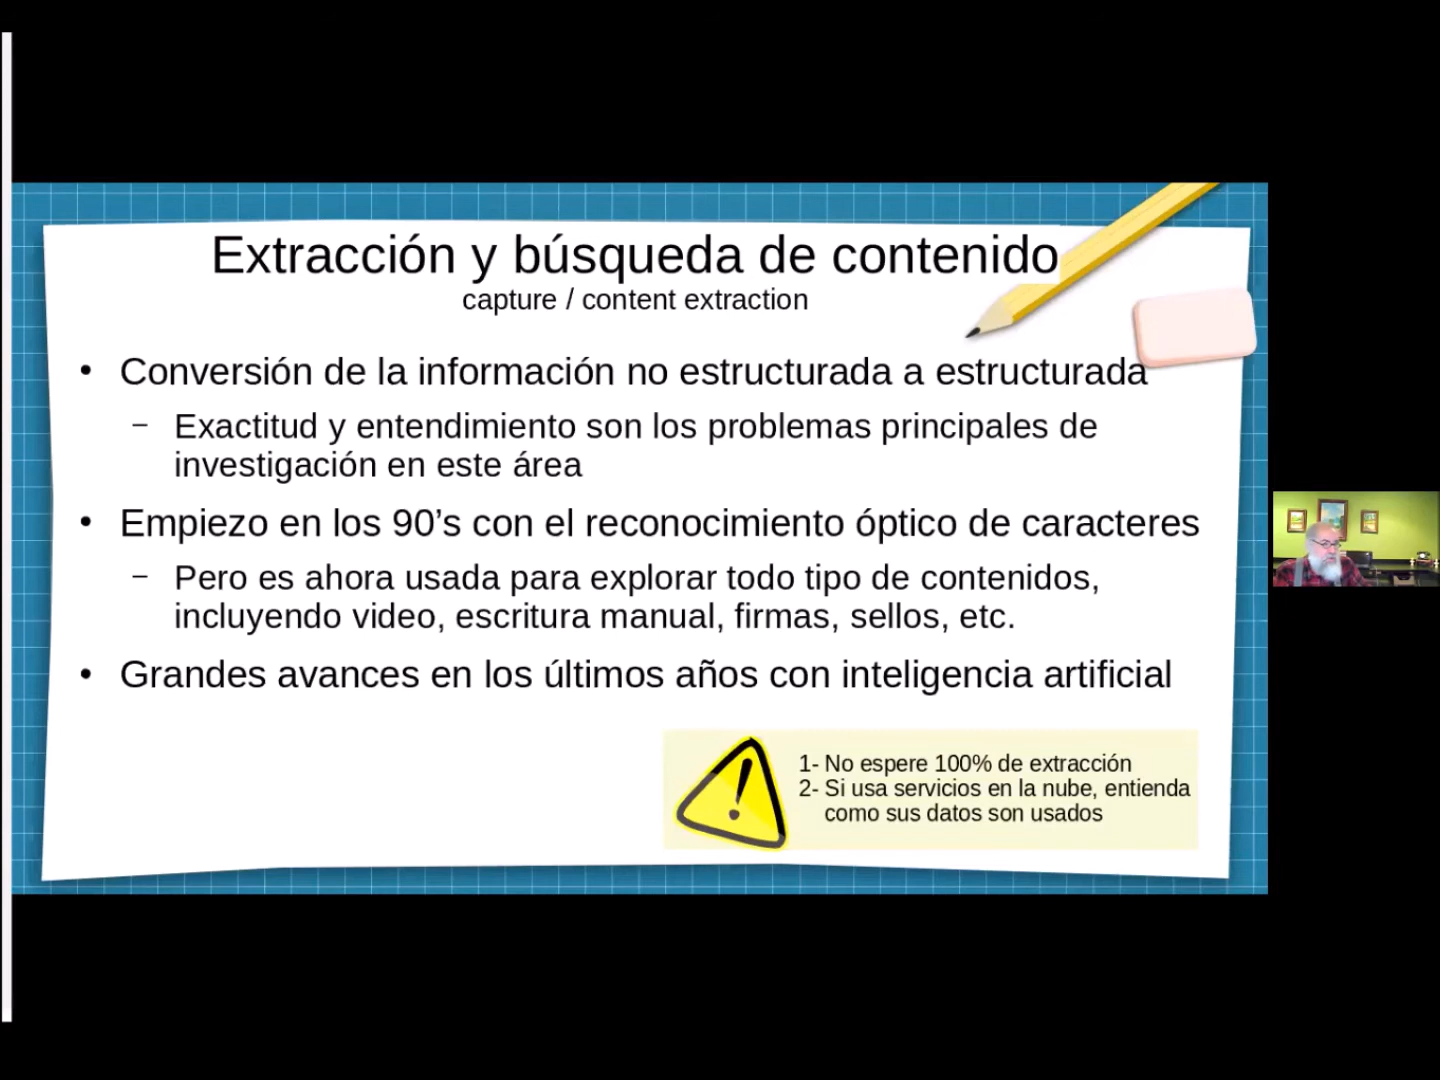 Extracción y búsqueda de contenido
capture / content extraction
• Conversión de la información no estructurada a estructurada
– Exactitud y entendimiento son los problemas principales de
investigación en este área
• Empiezo en los 90’s con el reconocimiento óptico de caracteres
– Pero es ahora usada para explorar todo tipo de contenidos,
incluyendo video, escritura manual, firmas, sellos, etc.
• Grandes avances en los últimos años con inteligencia artificial
1- No espere 100% de extracción
2- Si usa servicios en la nube, entienda
como sus datos son usados